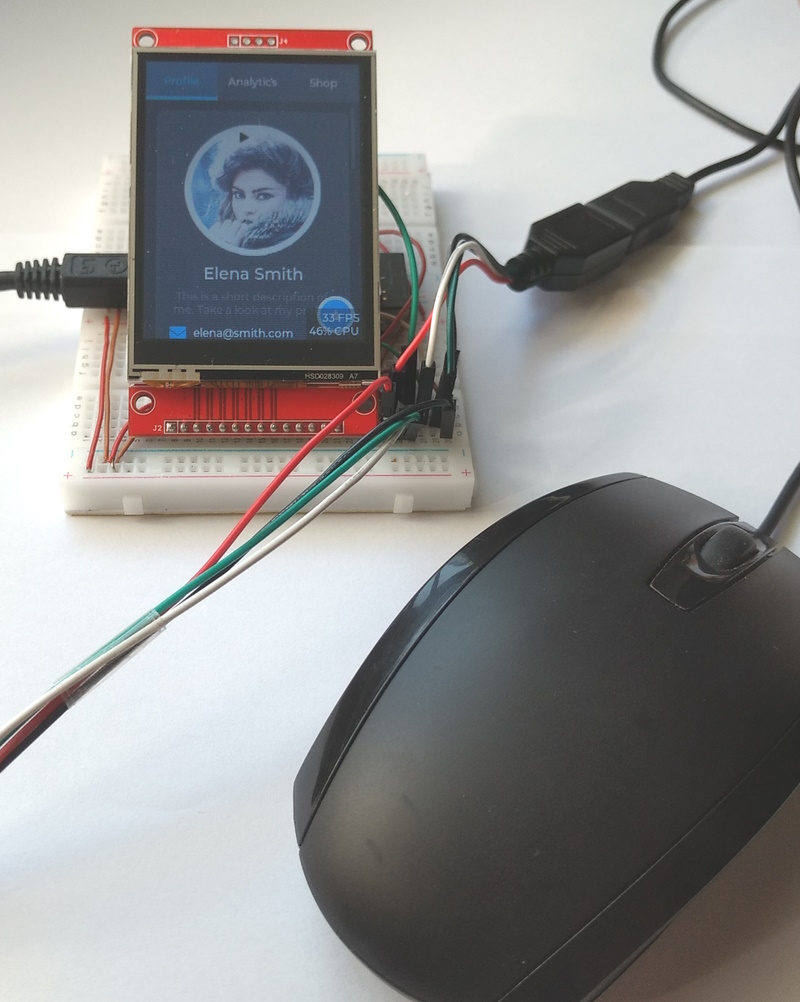 J4
Profile Analytics Shop
Elena Smith
This is a short description of
me. Take a look at my pr
33 FPS
elena@smith.com 46% CPU
HSD028309 A7
J2